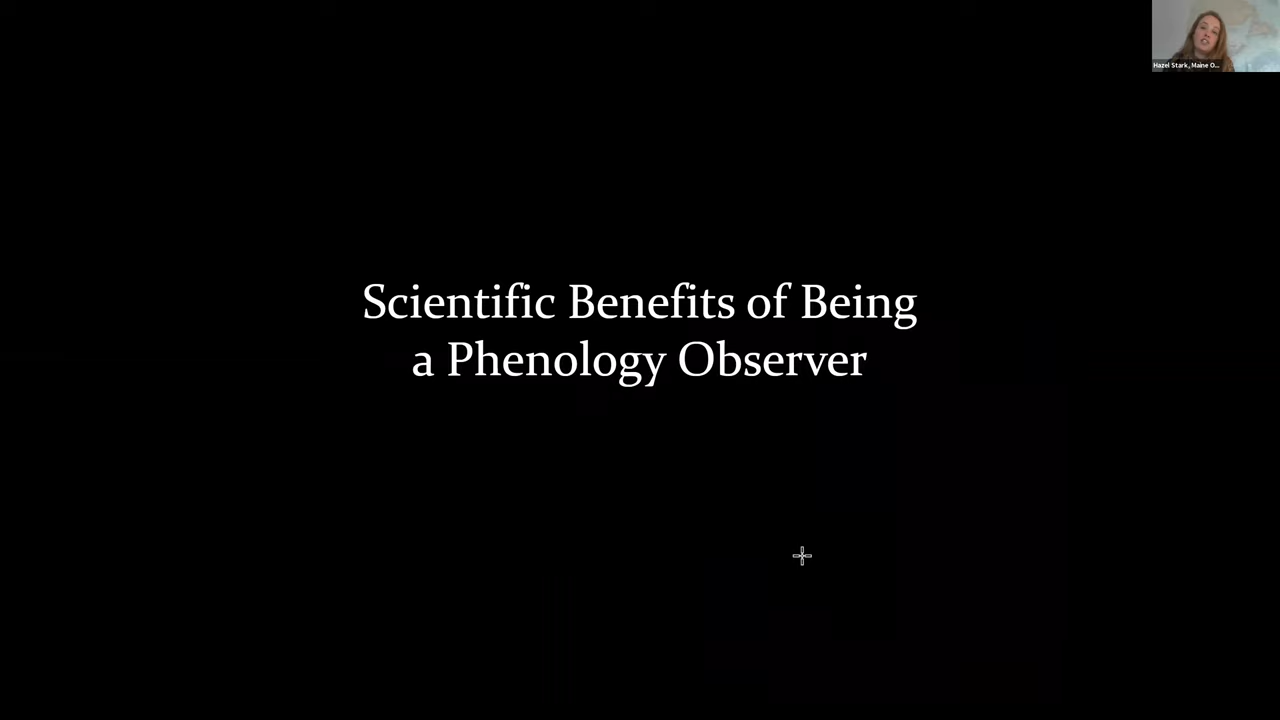 Hazel Stark, Maine O...
Scientific Benefits of Being
a Phenology Observer